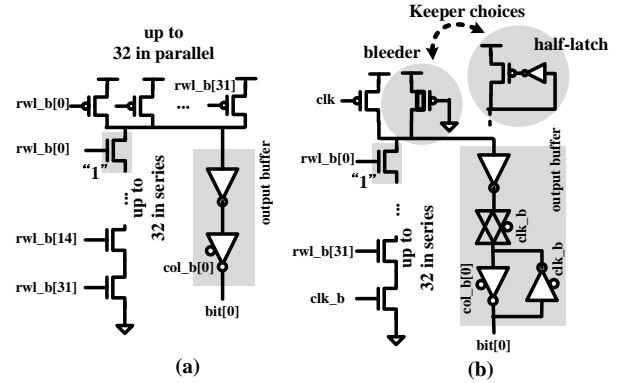 up to
32 in parallel
rwl_b[0]
...
rwl_b[31]
rwl_b[0]
"1"
...
up to
32 in series
rwl_b[14]
rwl_b[31]
output buffer
col_b[0]
bit[0]
(a)
Keeper choices
bleeder
half-latch
clk
rwl_b[0]
"1"
...
up to
32 in series
rwl_b[31]
clk_b
output buffer
clk_b
clk_b
col_b[0]
bit[0]
(b)